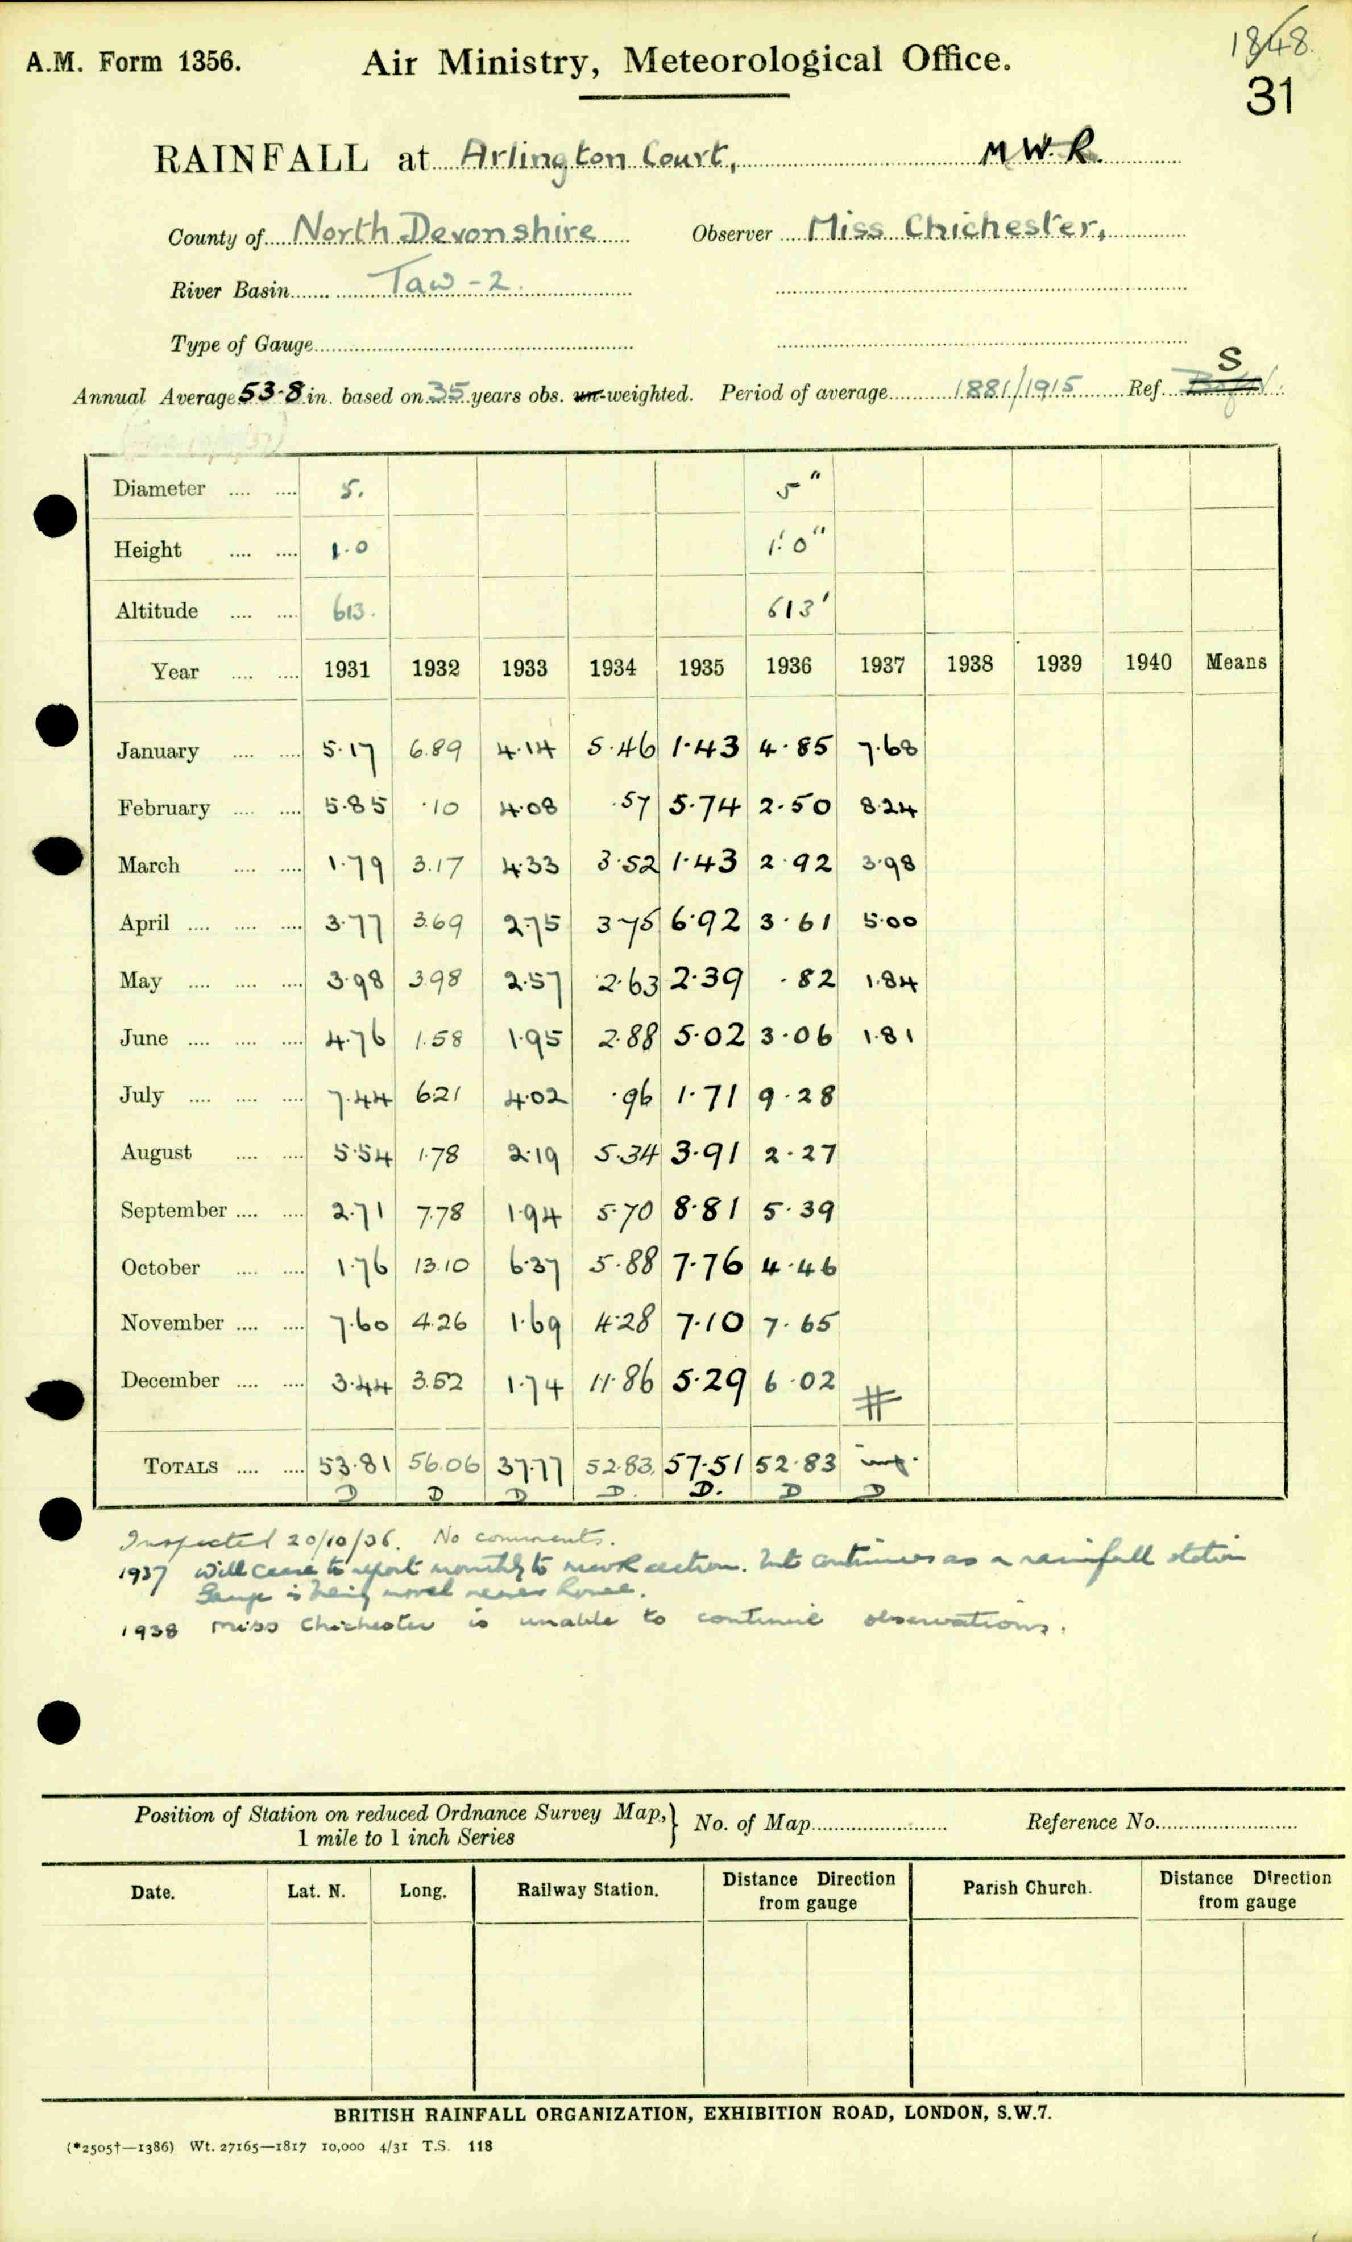 A.M. Form 1356. Air Ministry, Meteorological Office. 1848.
31
RAINFALL at Arlington Court, M.W.R.
County of North Devonshire Observer Miss Chichester,
River Basin Taw-2.
Type of Gauge
Annual Average 53.8 in. based on 35 years obs. un-weighted. Period of average 1881/1915 Ref. S
Diameter 5. 5"
Height 1.0 1'.0"
Altitude 613. 613'
Year 1931 1932 1933 1934 1935 1936 1937 1938 1939 1940 Means
January 5.17 6.89 4.14 5.46 1.43 4.85 7.68
February 5.85 .10 4.08 .57 5.74 2.50 8.24
March 1.79 3.17 4.33 3.52 1.43 2.92 3.98
April 3.77 3.69 2.75 3.75 6.92 3.61 5.00
May 3.98 3.98 2.57 2.63 2.39 .82 1.84
June 4.76 1.58 1.95 2.88 5.02 3.06 1.81
July 7.44 6.21 4.02 .96 1.71 9.28
August 5.54 1.78 2.19 5.34 3.91 2.27
September 2.71 7.78 1.94 5.70 8.81 5.39
October 1.76 13.10 6.37 5.88 7.76 4.46
November 7.60 4.26 1.69 4.28 7.10 7.65
December 3.44 3.52 1.74 11.86 5.29 6.02 #
TOTALS 53.81 56.06 37.77 52.83. 57.51 52.83 imp.
D D D D. D. D D
Inspected 20/10/36. No comments.
1937 Will cease to report monthly to section. but continues as a rainfall station
Gauge is being moved nearer house.
1938 Miss Chichester is unable to continue observations.
Position of Station on reduced Ordnance Survey Map, } No. of Map Reference No.
1 mile to 1 inch Series
Date. Lat. N. Long. Railway Station. Distance Direction from gauge Parish Church. Distance Direction from gauge
BRITISH RAINFALL ORGANIZATION, EXHIBITION ROAD, LONDON, S.W.7.
(*2505†—1386) Wt. 27165—1817 10,000 4/31 T.S. 118